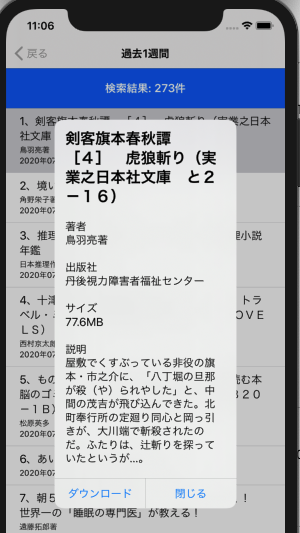 11:06
戻る
過去1週間
検索結果: 273件
1、剣客旗本春秋譚 ［４］ 虎狼斬り（実業之日本
社文庫
鳥羽亮著
2020年07
2、境い
角野栄子著
2020年07
3、推理
理小説
年鑑
日本推理作
2020年07
4、十津
トラ
ベル・
ＯＶＥ
ＬＳ）
西村京太郎
2020年07
5、もの
読む本
脳のゴ
８２０
－１Ｂ）
松原英多
2020年07
6、あい
2020年07
7、朝５
！
世界一の「睡眠の専門医」が教える！
遠藤拓郎著
剣客旗本春秋譚
［４］　虎狼斬り（実
業之日本社文庫　と２
－１６）
著者
鳥羽亮著
出版社
丹後視力障害者福祉センター
サイズ
77.6MB
説明
屋敷でくすぶっている非役の旗
本・市之介に、「八丁堀の旦那
が殺（や）られやした」と、中
間の茂吉が飛び込んできた。北
町奉行所の定廻り同心と岡っ引
きが、大川端で斬殺されたの
だ。ふたりは、辻斬りを探って
いたというが…。
ダウンロード
閉じる